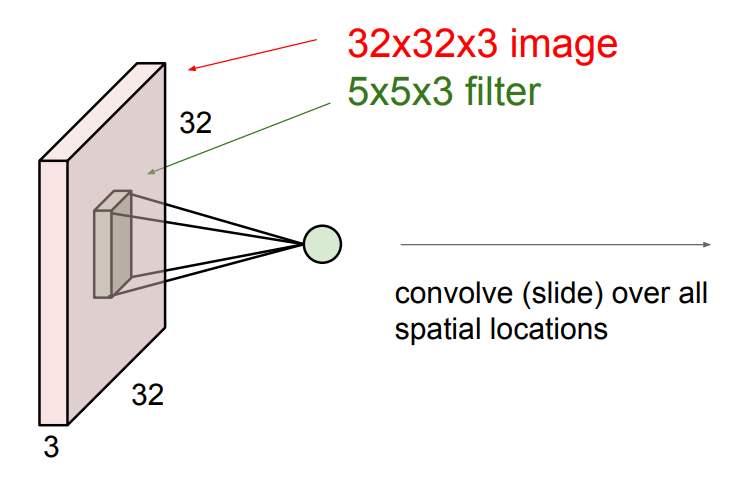 32x32x3 image
5x5x3 filter
32
convolve (slide) over all
spatial locations
32
3